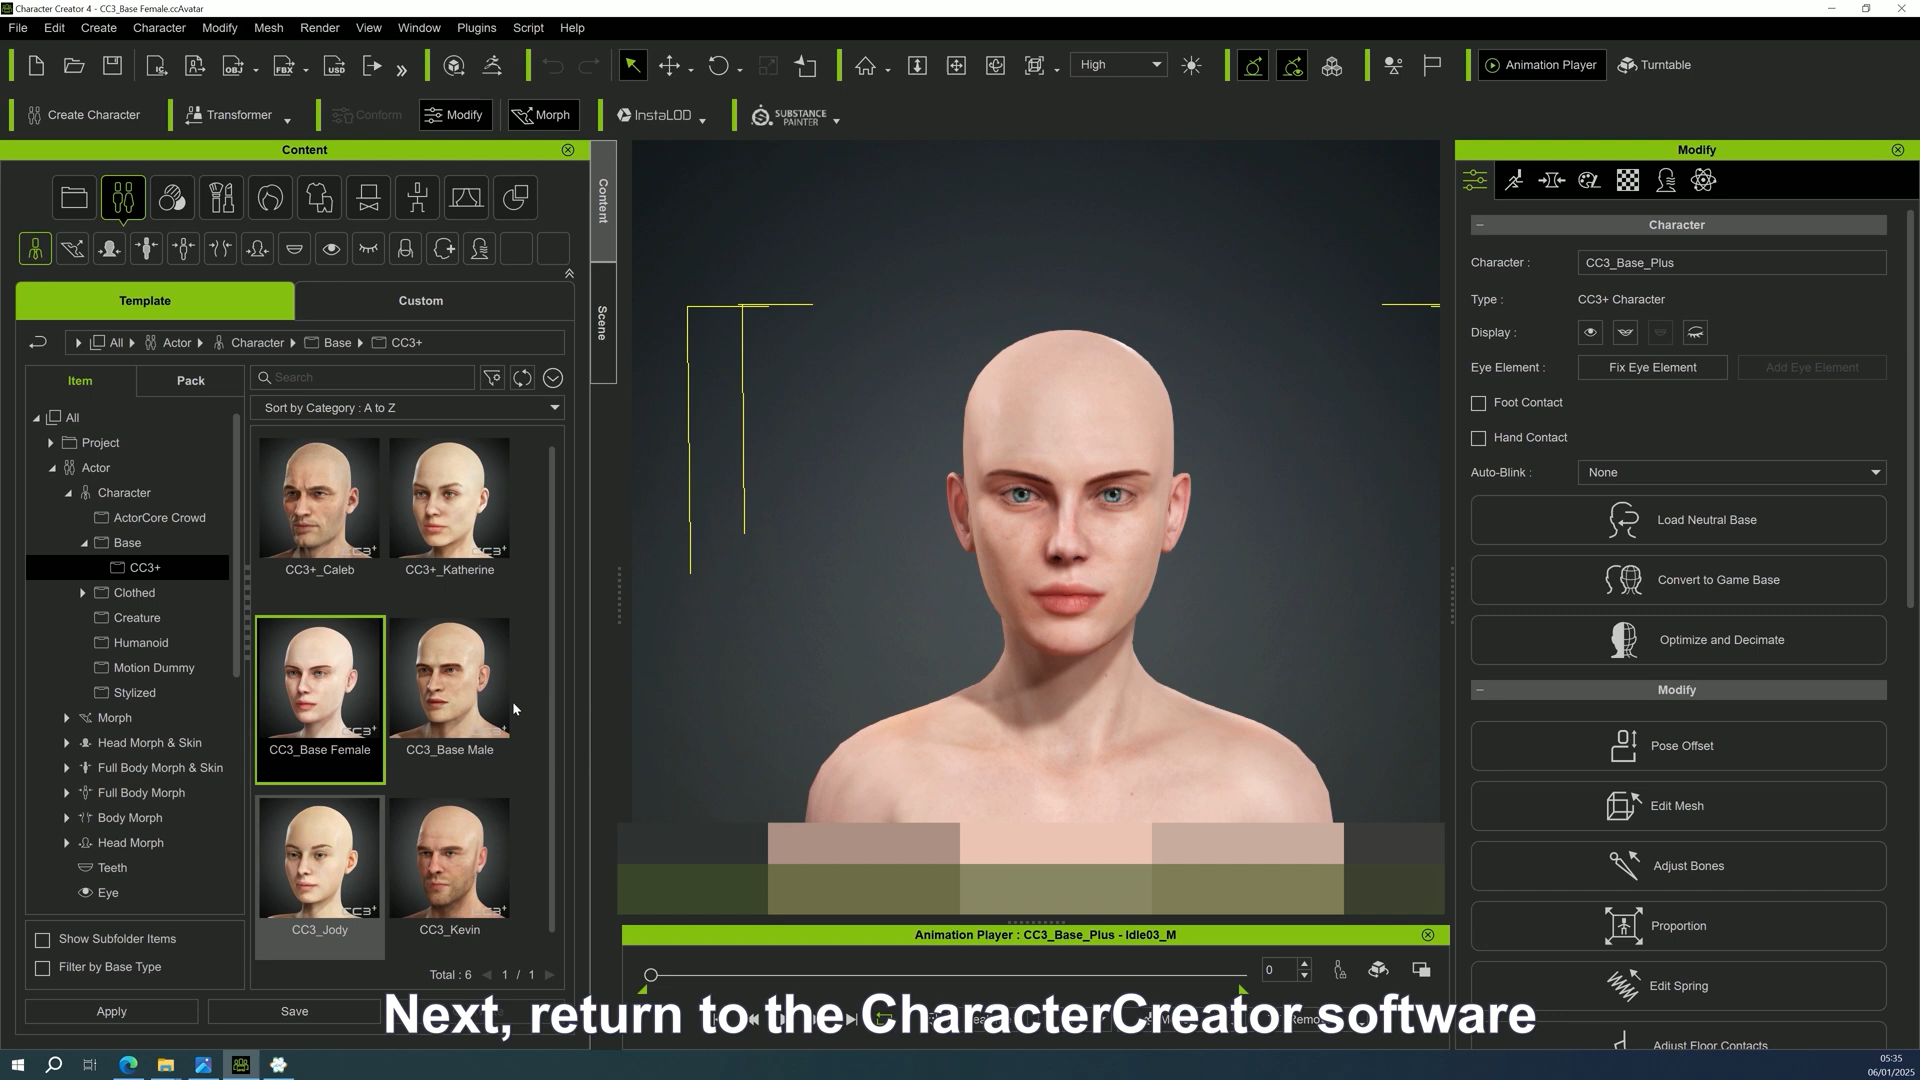 Character Creator 4 - CC3_Base Female.ccAvatar
File Edit Create Character Modify Mesh Render View Window Plugins Script Help
High
Animation Player
Turntable
Create Character
Transformer
Conform
Modify
Morph
InstaLOD
SUBSTANCE PAINTER
Content
Content
Scene
Template
Custom
All Actor Character Base CC3+
Item
Pack
Search
Sort by Category : A to Z
All
Project
Actor
Character
ActorCore Crowd
Base
CC3+
Clothed
Creature
Humanoid
Motion Dummy
Stylized
Morph
Head Morph & Skin
Full Body Morph & Skin
Full Body Morph
Body Morph
Head Morph
Teeth
Eye
CC3+_Caleb
CC3+_Katherine
CC3_Base Female
CC3_Base Male
CC3_Jody
CC3_Kevin
Show Subfolder Items
Filter by Base Type
Total : 6 1 / 1
Apply
Save
Animation Player : CC3_Base_Plus - Idle03_M
0
Modify
Character
Character : CC3_Base_Plus
Type : CC3+ Character
Display :
Eye Element : Fix Eye Element Add Eye Element
Foot Contact
Hand Contact
Auto-Blink : None
Load Neutral Base
Convert to Game Base
Optimize and Decimate
Modify
Pose Offset
Edit Mesh
Adjust Bones
Proportion
Edit Spring
Adjust Floor Contacts
Next, return to the CharacterCreator software
05:35
06/01/2025